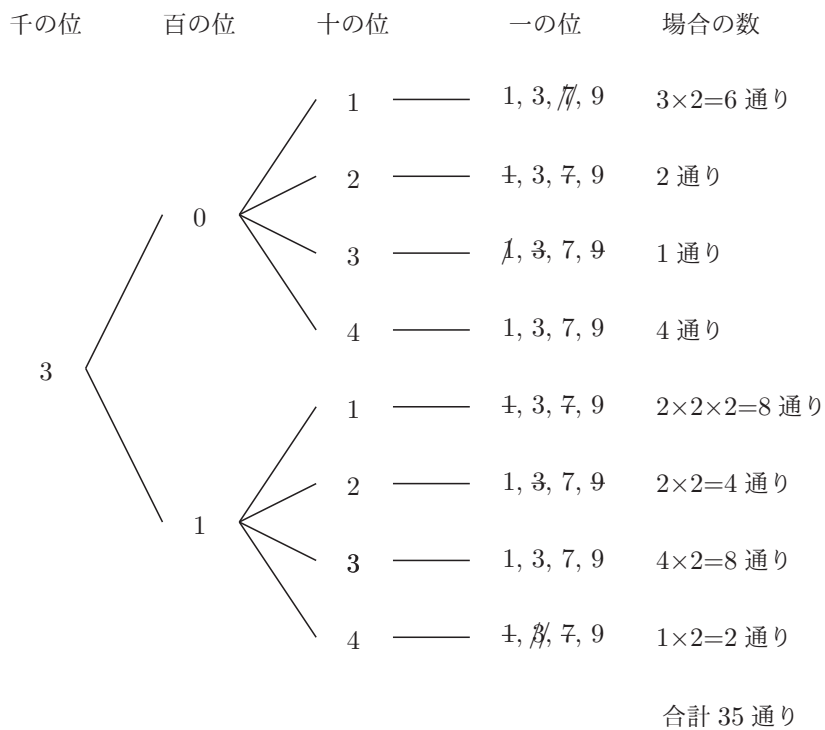 千の位 百の位 十の位 一の位 場合の数
1 1, 3, 7, 9 3×2=6 通り
2 1, 3, 7, 9 2 通り
0
3 1, 3, 7, 9 1 通り
4 1, 3, 7, 9 4 通り
3
1 1, 3, 7, 9 2×2×2=8 通り
2 1, 3, 7, 9 2×2=4 通り
1
3 1, 3, 7, 9 4×2=8 通り
4 1, 3, 7, 9 1×2=2 通り
合計 35 通り